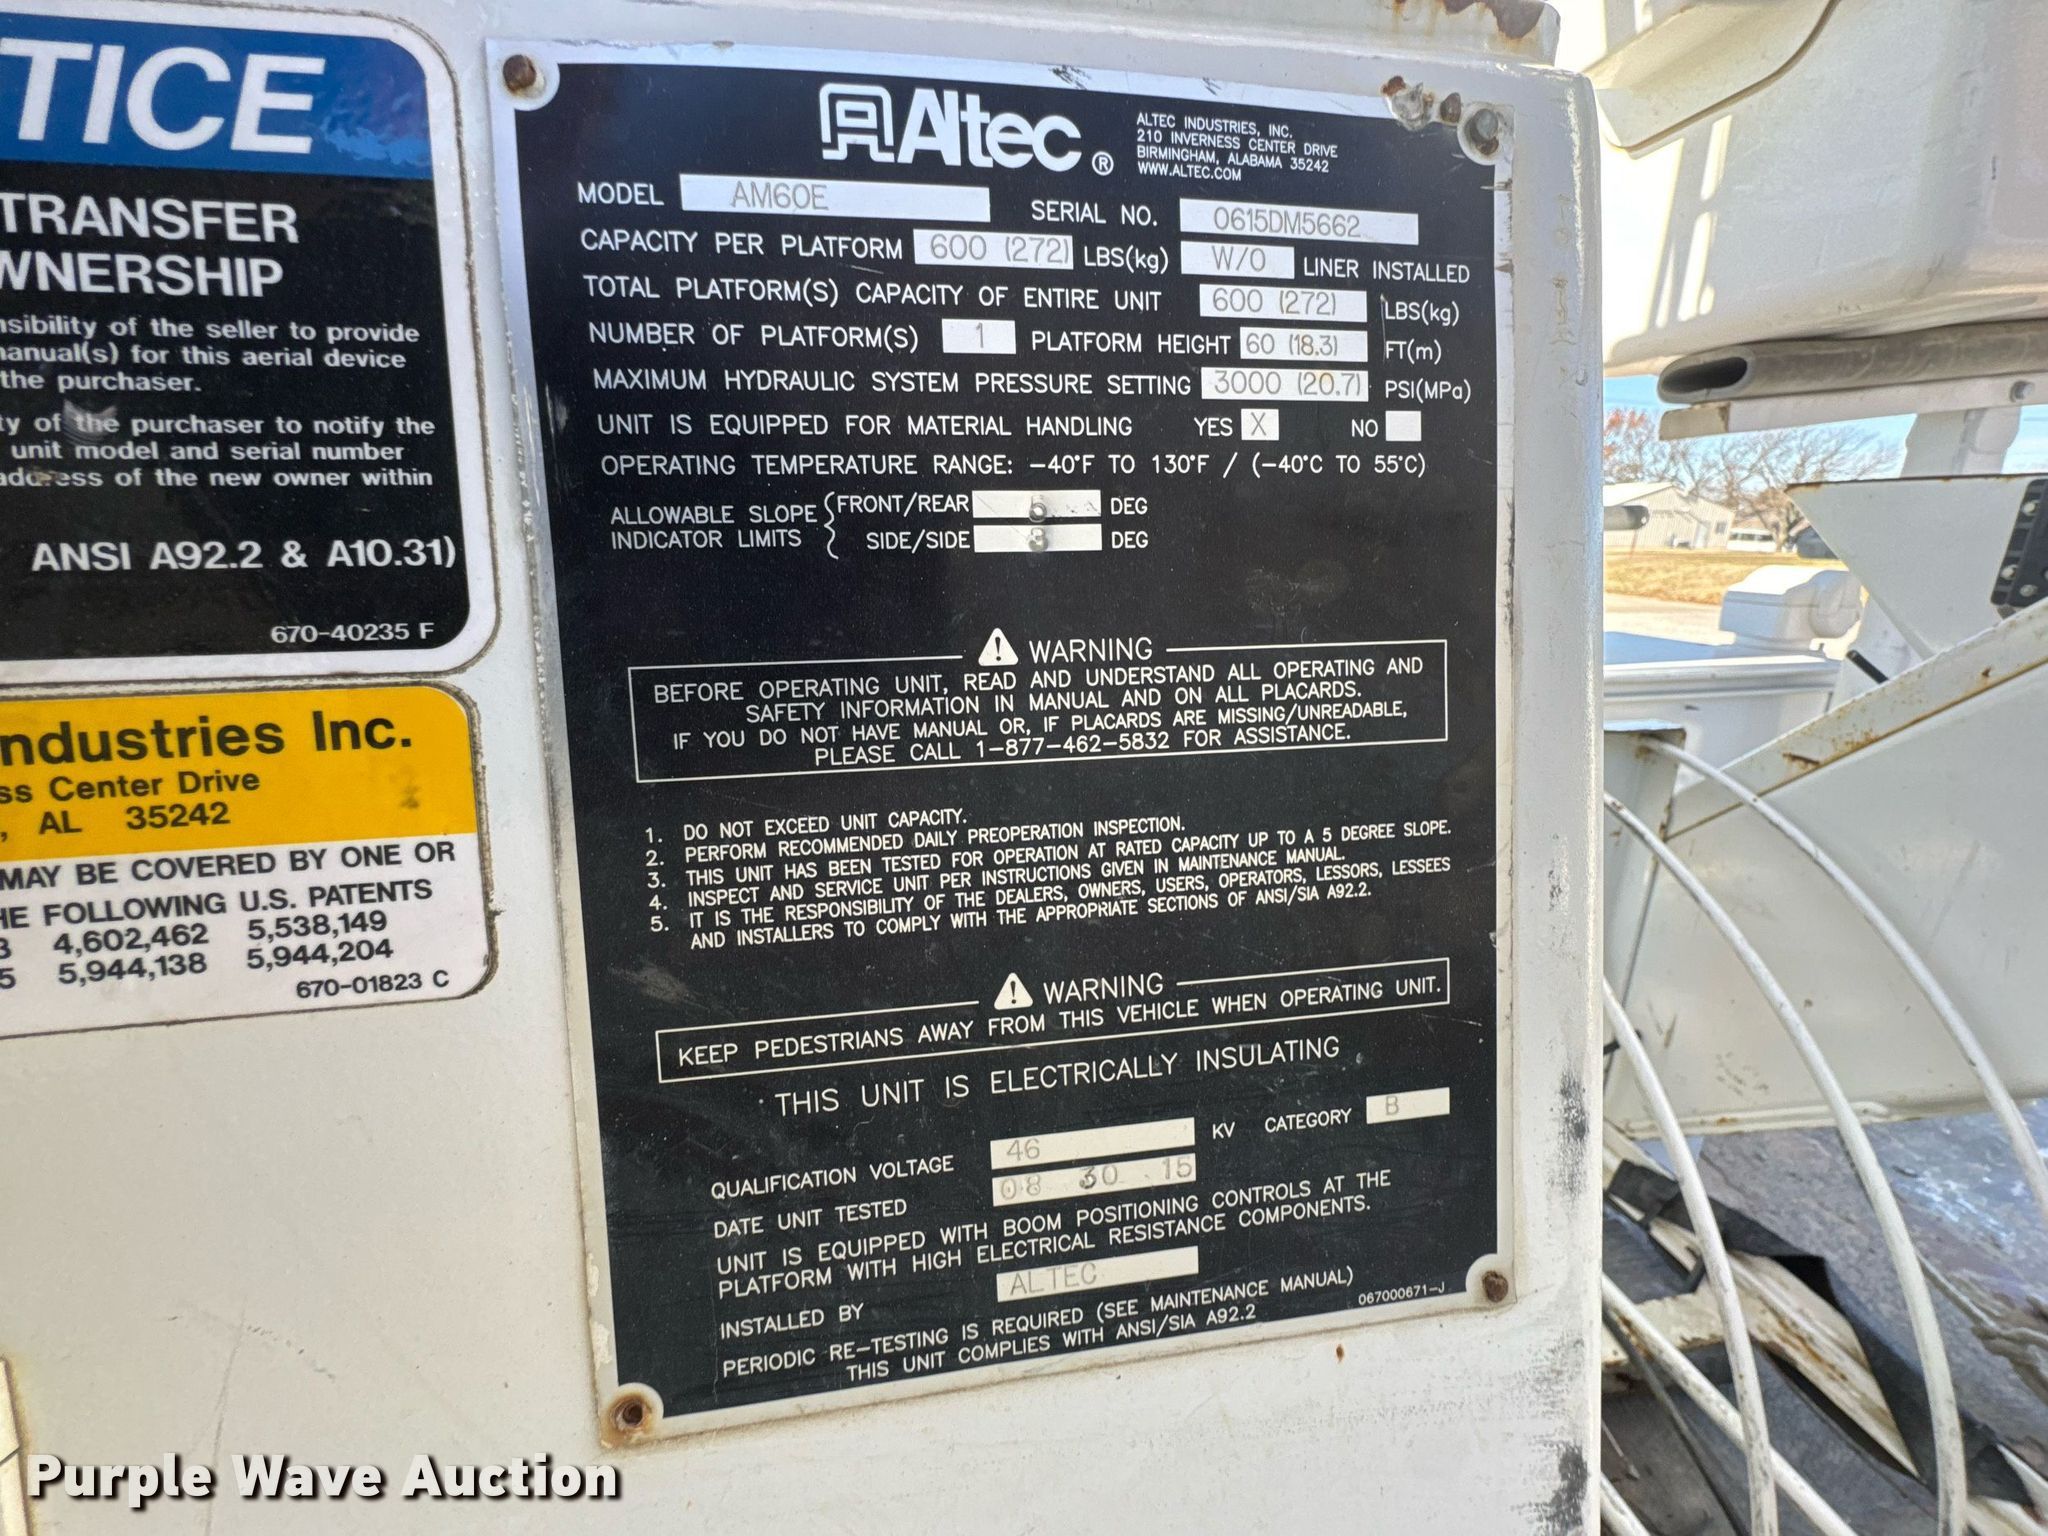 TICE
TRANSFER
WNERSHIP
nsibility of the seller to provide
nanual(s) for this aerial device
the purchaser.
ty of the purchaser to notify the
unit model and serial number
address of the new owner within
ANSI A92.2 & A10.31)
670-40235 F
ndustries Inc.
ss Center Drive
, AL 35242
MAY BE COVERED BY ONE OR
HE FOLLOWING U.S. PATENTS
3 4,602,462 5,538,149
5 5,944,138 5,944,204
670-01823 C
Altec®
ALTEC INDUSTRIES, INC.
210 INVERNESS CENTER DRIVE
BIRMINGHAM, ALABAMA 35242
WWW.ALTEC.COM
MODEL AM60E SERIAL NO. 0615DM5662
CAPACITY PER PLATFORM 600 (272) LBS(kg) W/O LINER INSTALLED
TOTAL PLATFORM(S) CAPACITY OF ENTIRE UNIT 600 (272) LBS(kg)
NUMBER OF PLATFORM(S) 1 PLATFORM HEIGHT 60 (18.3) FT(m)
MAXIMUM HYDRAULIC SYSTEM PRESSURE SETTING 3000 (20.7) PSI(MPa)
UNIT IS EQUIPPED FOR MATERIAL HANDLING YES X NO
OPERATING TEMPERATURE RANGE: -40°F TO 130°F / (-40°C TO 55°C)
ALLOWABLE SLOPE INDICATOR LIMITS
FRONT/REAR DEG
SIDE/SIDE DEG
WARNING
BEFORE OPERATING UNIT, READ AND UNDERSTAND ALL OPERATING AND
SAFETY INFORMATION IN MANUAL AND ON ALL PLACARDS.
IF YOU DO NOT HAVE MANUAL OR, IF PLACARDS ARE MISSING/UNREADABLE,
PLEASE CALL 1-877-462-5832 FOR ASSISTANCE.
1. DO NOT EXCEED UNIT CAPACITY.
2. PERFORM RECOMMENDED DAILY PREOPERATION INSPECTION.
3. THIS UNIT HAS BEEN TESTED FOR OPERATION AT RATED CAPACITY UP TO A 5 DEGREE SLOPE.
4. INSPECT AND SERVICE UNIT PER INSTRUCTIONS GIVEN IN MAINTENANCE MANUAL.
5. IT IS THE RESPONSIBILITY OF THE DEALERS, OWNERS, USERS, OPERATORS, LESSORS, LESSEES
AND INSTALLERS TO COMPLY WITH THE APPROPRIATE SECTIONS OF ANSI/SIA A92.2.
WARNING
KEEP PEDESTRIANS AWAY FROM THIS VEHICLE WHEN OPERATING UNIT.
THIS UNIT IS ELECTRICALLY INSULATING
QUALIFICATION VOLTAGE 46 KV CATEGORY B
DATE UNIT TESTED 08 30 15
UNIT IS EQUIPPED WITH BOOM POSITIONING CONTROLS AT THE
PLATFORM WITH HIGH ELECTRICAL RESISTANCE COMPONENTS.
INSTALLED BY ALTEC
PERIODIC RE-TESTING IS REQUIRED (SEE MAINTENANCE MANUAL)
THIS UNIT COMPLIES WITH ANSI/SIA A92.2
067000671-J
Purple Wave Auction